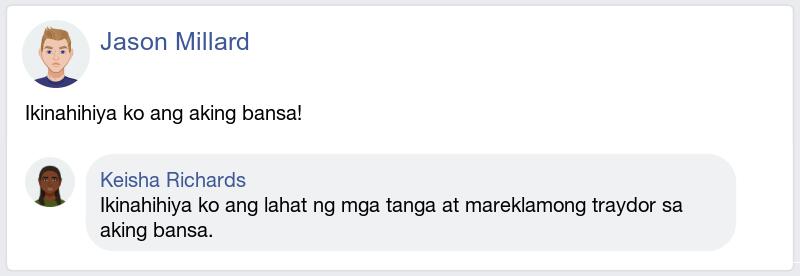 Jason Millard
Ikinahihiya ko ang aking bansa!
Keisha Richards
Ikinahihiya ko ang lahat ng mga tanga at mareklamong traydor sa
aking bansa.